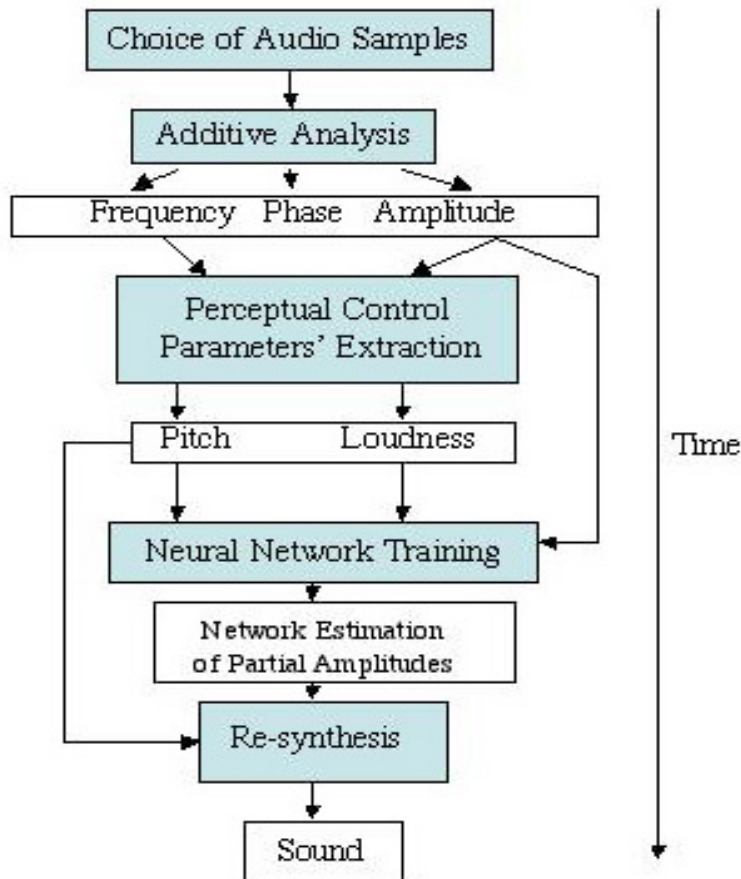 Choice of Audio Samples
Additive Analysis
Frequency Phase Amplitude
Perceptual Control
Parameters’ Extraction
Pitch Loudness
Time
Neural Network Training
Network Estimation
of Partial Amplitudes
Re-synthesis
Sound